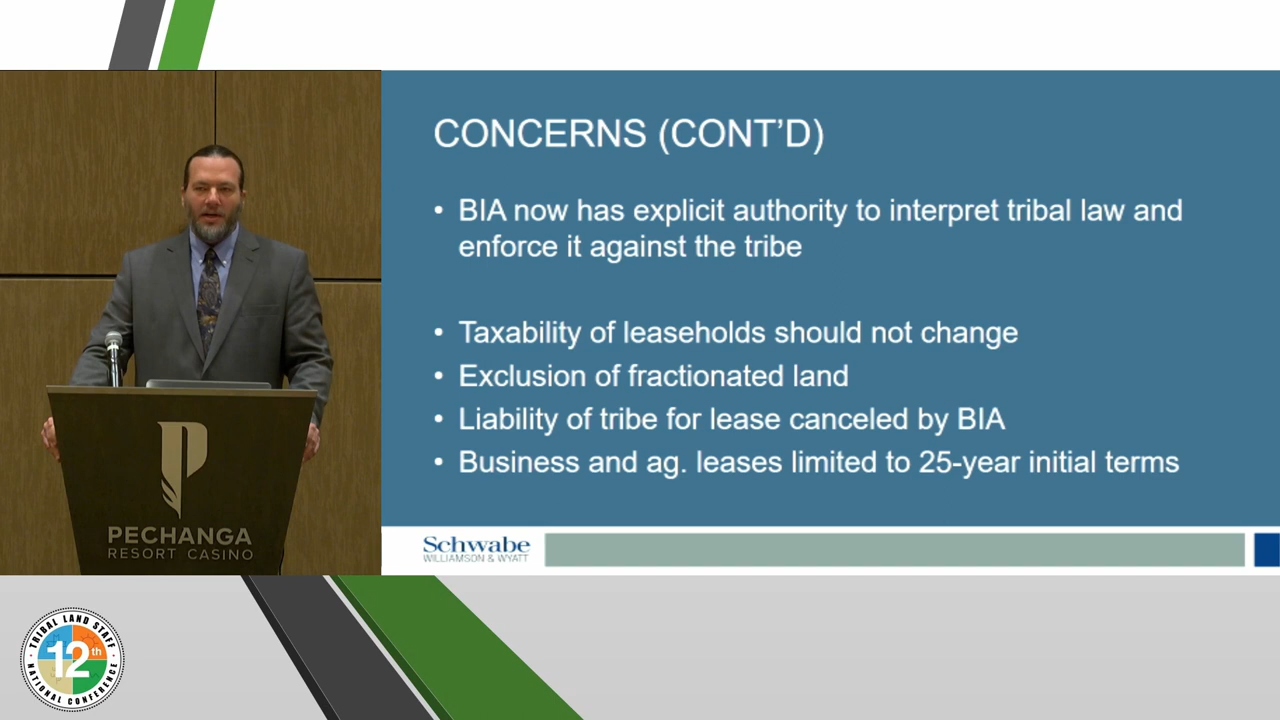 CONCERNS (CONT’D)
• BIA now has explicit authority to interpret tribal law and
enforce it against the tribe
• Taxability of leaseholds should not change
• Exclusion of fractionated land
• Liability of tribe for lease canceled by BIA
• Business and ag. leases limited to 25-year initial terms
Schwabe
WILLIAMSON & WYATT
PECHANGA
RESORT CASINO
TRIBAL LAND STAFF
12th
NATIONAL CONFERENCE